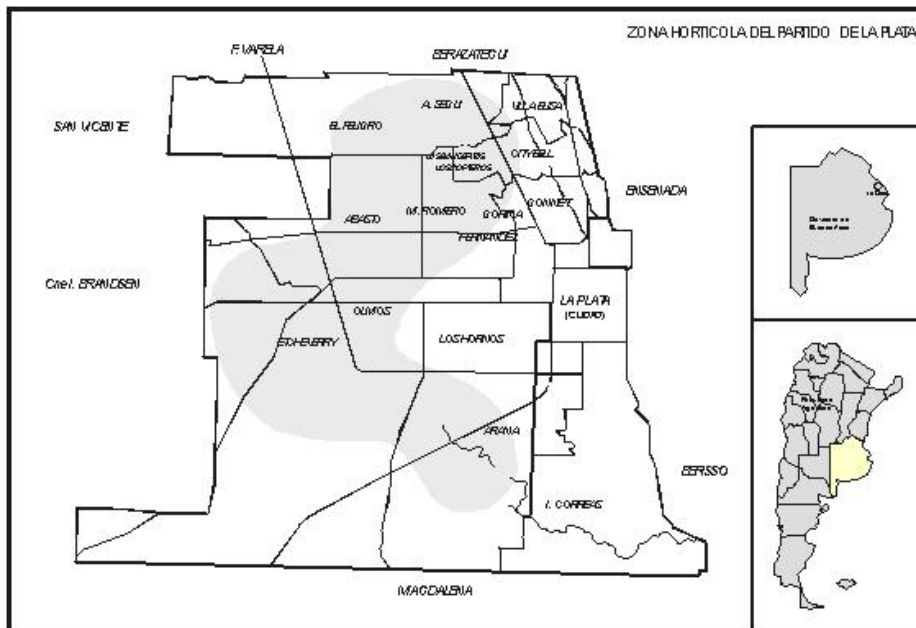 ZONA HORTICOLA DEL PARTIDO DE LA PLATA
F. VARELA
BERAZATEGUI
SAN VICENTE
EL PELIGRO
A. SEGUI
VILLA ELISA
CITY BELL
ENSENADA
ABASTO
M. ROMERO
GORINA
GONNET
FERNANDEZ
Cnel. BRANDSEN
OLMOS
ETCHEVERRY
LOS HORNOS
LA PLATA
(CIUDAD)
ARANA
BERISSO
I. CORREAS
MAGDALENA